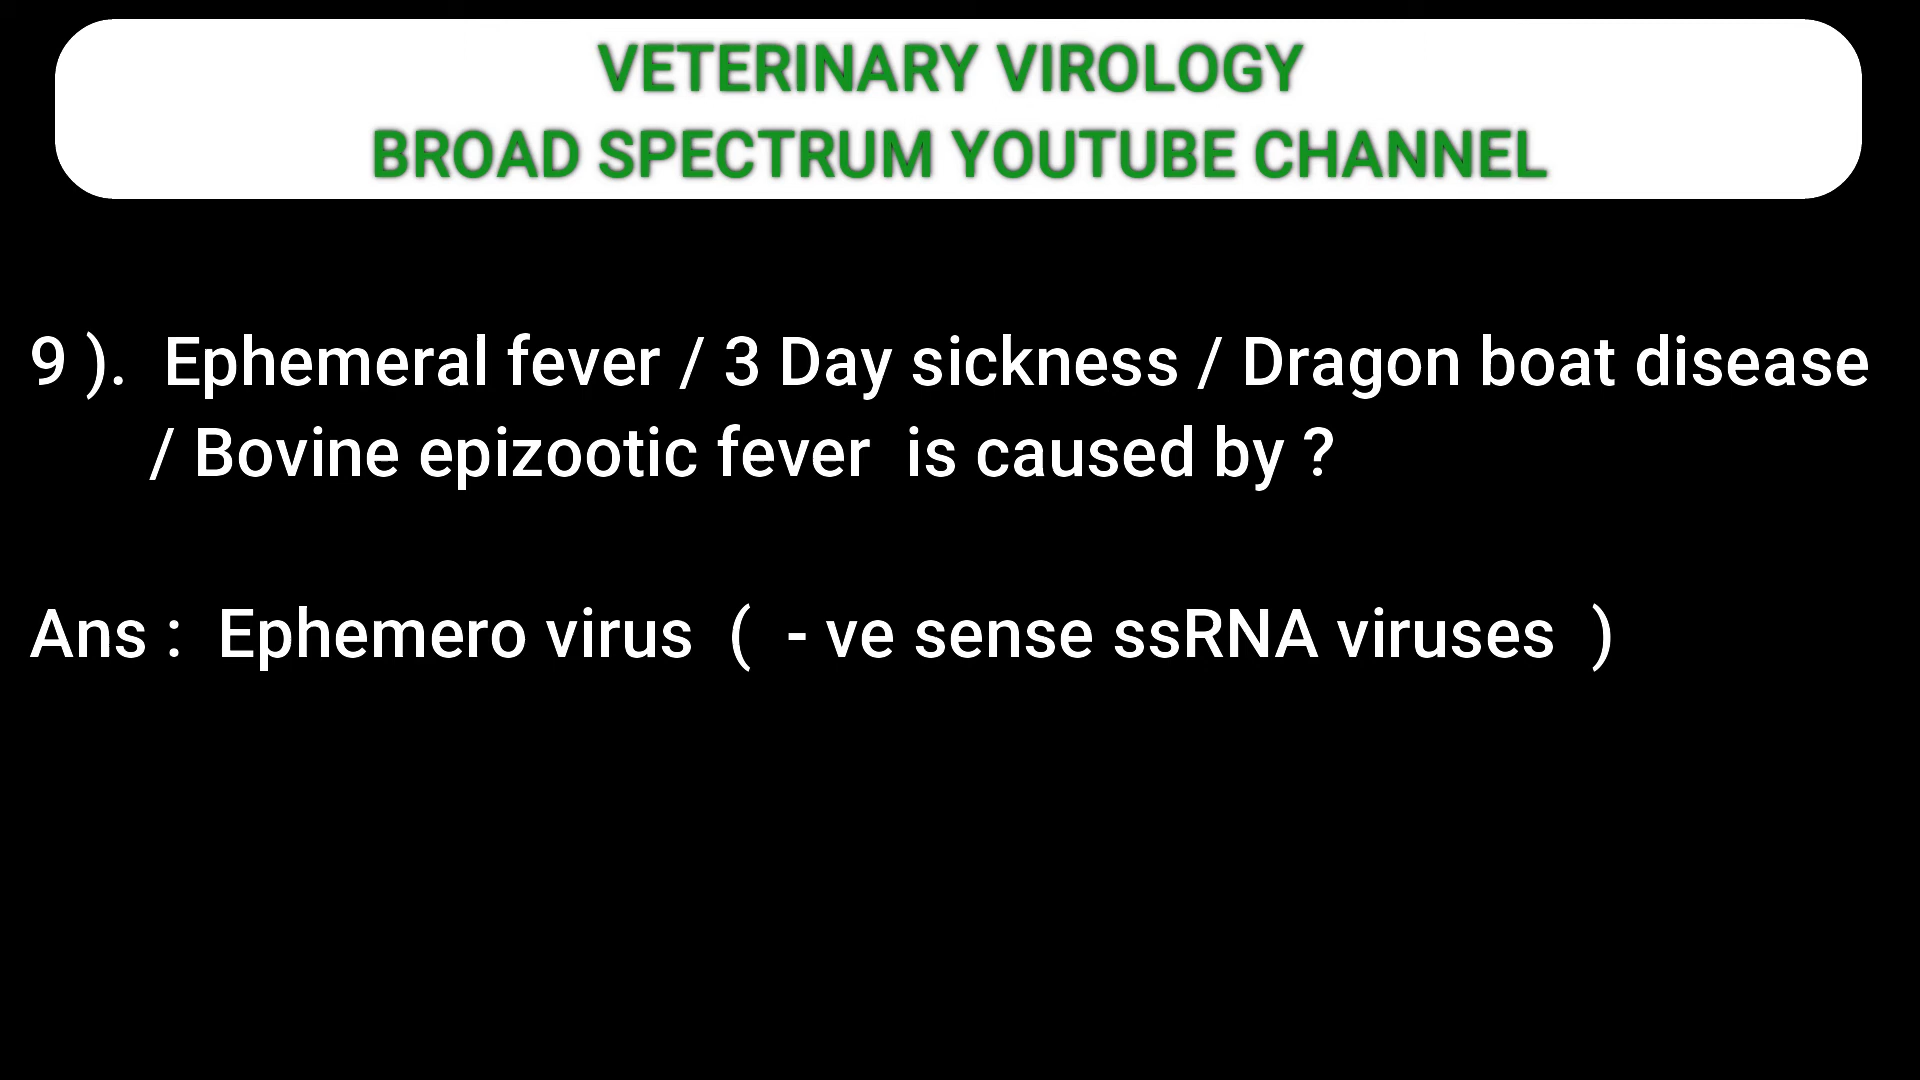 VETERINARY VIROLOGY
BROAD SPECTRUM YOUTUBE CHANNEL
9 ). Ephemeral fever / 3 Day sickness / Dragon boat disease
/ Bovine epizootic fever is caused by ?
Ans : Ephemero virus ( - ve sense ssRNA viruses )